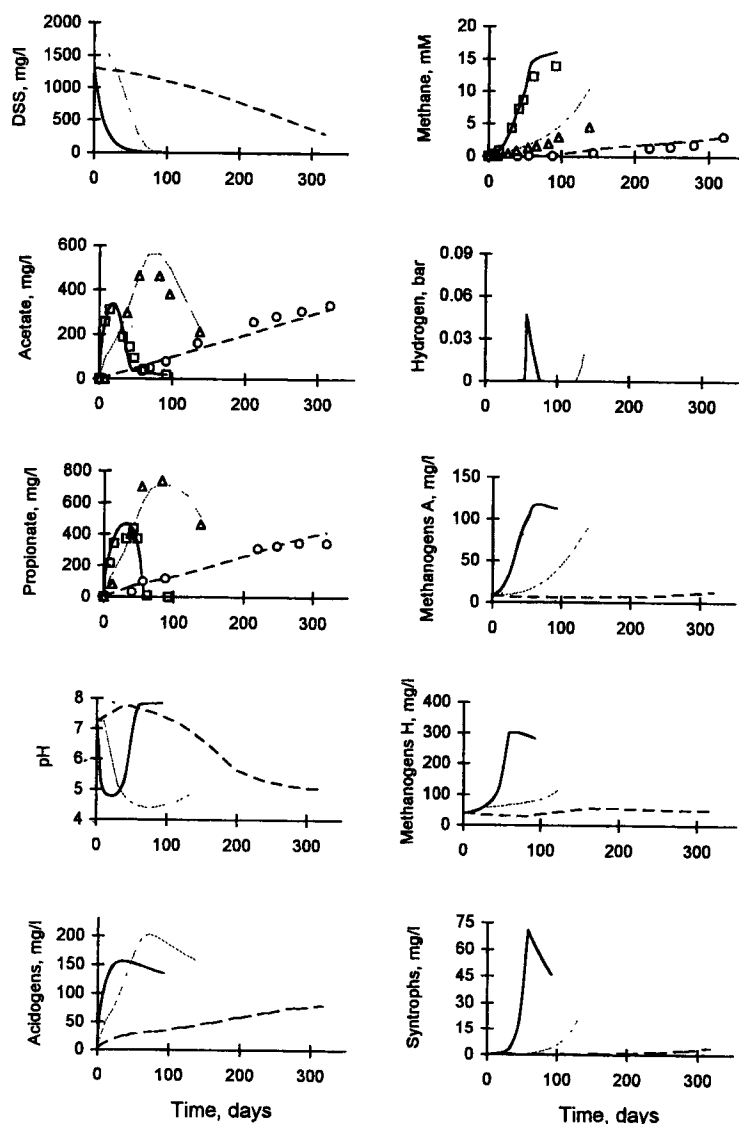 DSS, mg/l
2000
1500
1000
500
0
0 100 200 300
Methane, mM
20
15
10
5
0
0 100 200 300
Acetate, mg/l
600
400
200
0
0 100 200 300
Hydrogen, bar
0.09
0.06
0.03
0
0 100 200 300
Propionate, mg/l
800
600
400
200
0
0 100 200 300
Methanogens A, mg/l
150
100
50
0
0 100 200 300
pH
8
7
6
5
4
0 100 200 300
Methanogens H, mg/l
400
300
200
100
0
0 100 200 300
Acidogens, mg/l
200
150
100
50
0
0 100 200 300
Time, days
Syntrophs, mg/l
75
60
45
30
15
0
0 100 200 300
Time, days